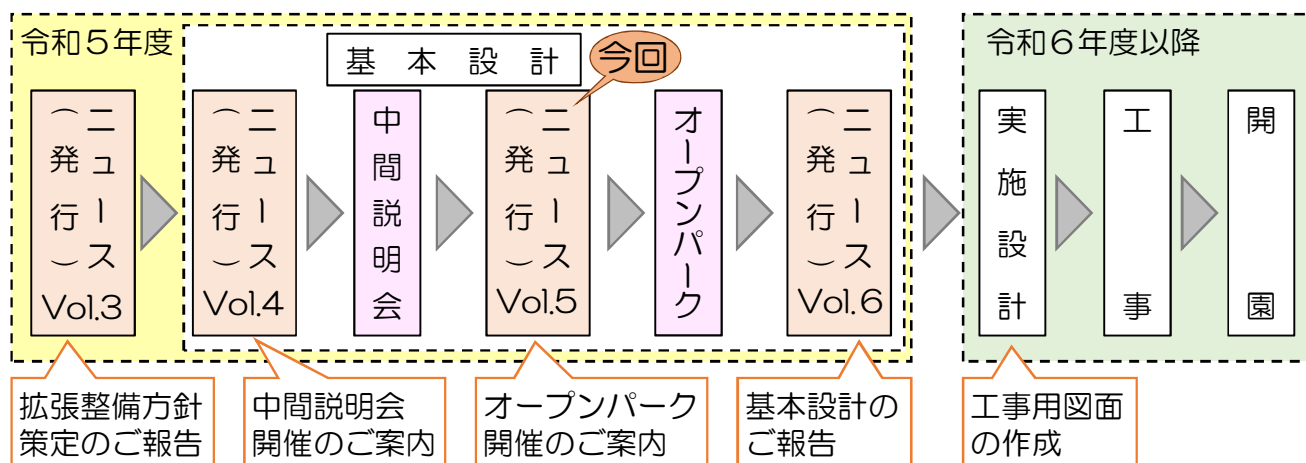 令和５年度
基本設計
今回
令和６年度以降
ニュース
（発行）
Vol.3
ニュース
（発行）
Vol.4
中間説明会
ニュース
（発行）
Vol.5
オープンパーク
ニュース
（発行）
Vol.6
実施設計
工事
開園
拡張整備方針
策定のご報告
中間説明会
開催のご案内
オープンパーク
開催のご案内
基本設計の
ご報告
工事用図面
の作成